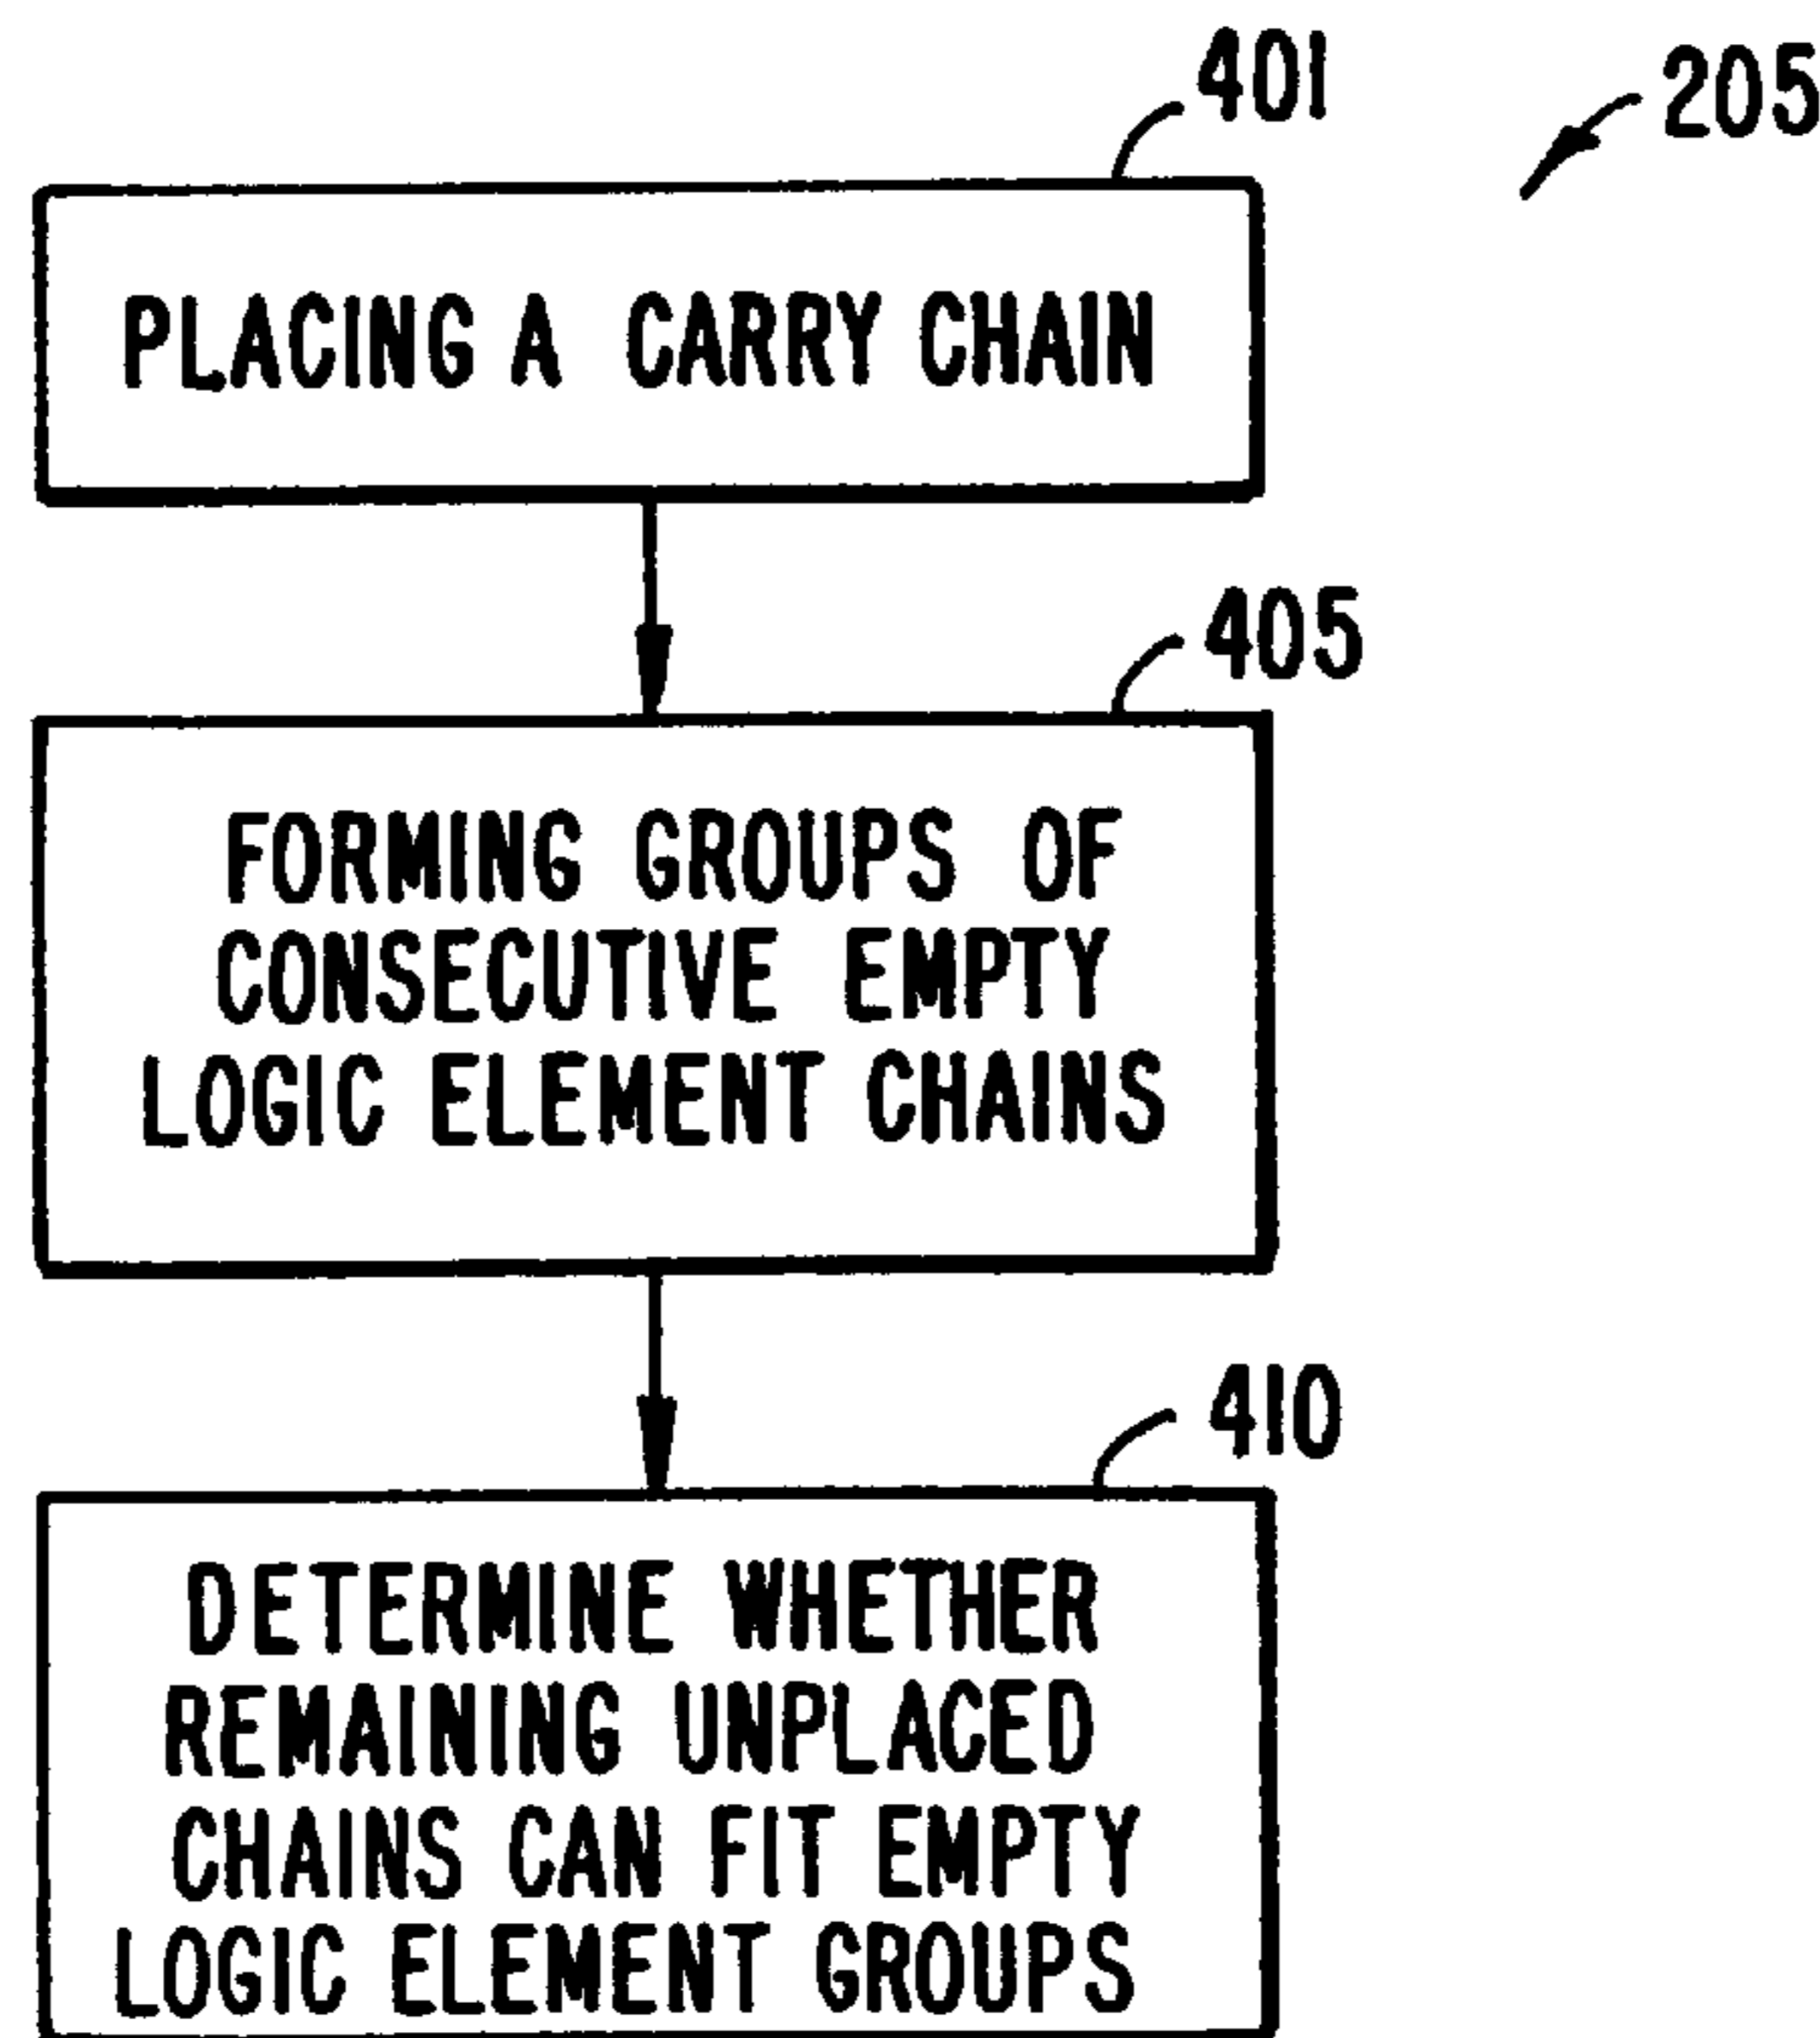 401
205
PLACING A CARRY CHAIN
405
FORMING GROUPS OF
CONSECUTIVE EMPTY
LOGIC ELEMENT CHAINS
410
DETERMINE WHETHER
REMAINING UNPLACED
CHAINS CAN FIT EMPTY
LOGIC ELEMENT GROUPS